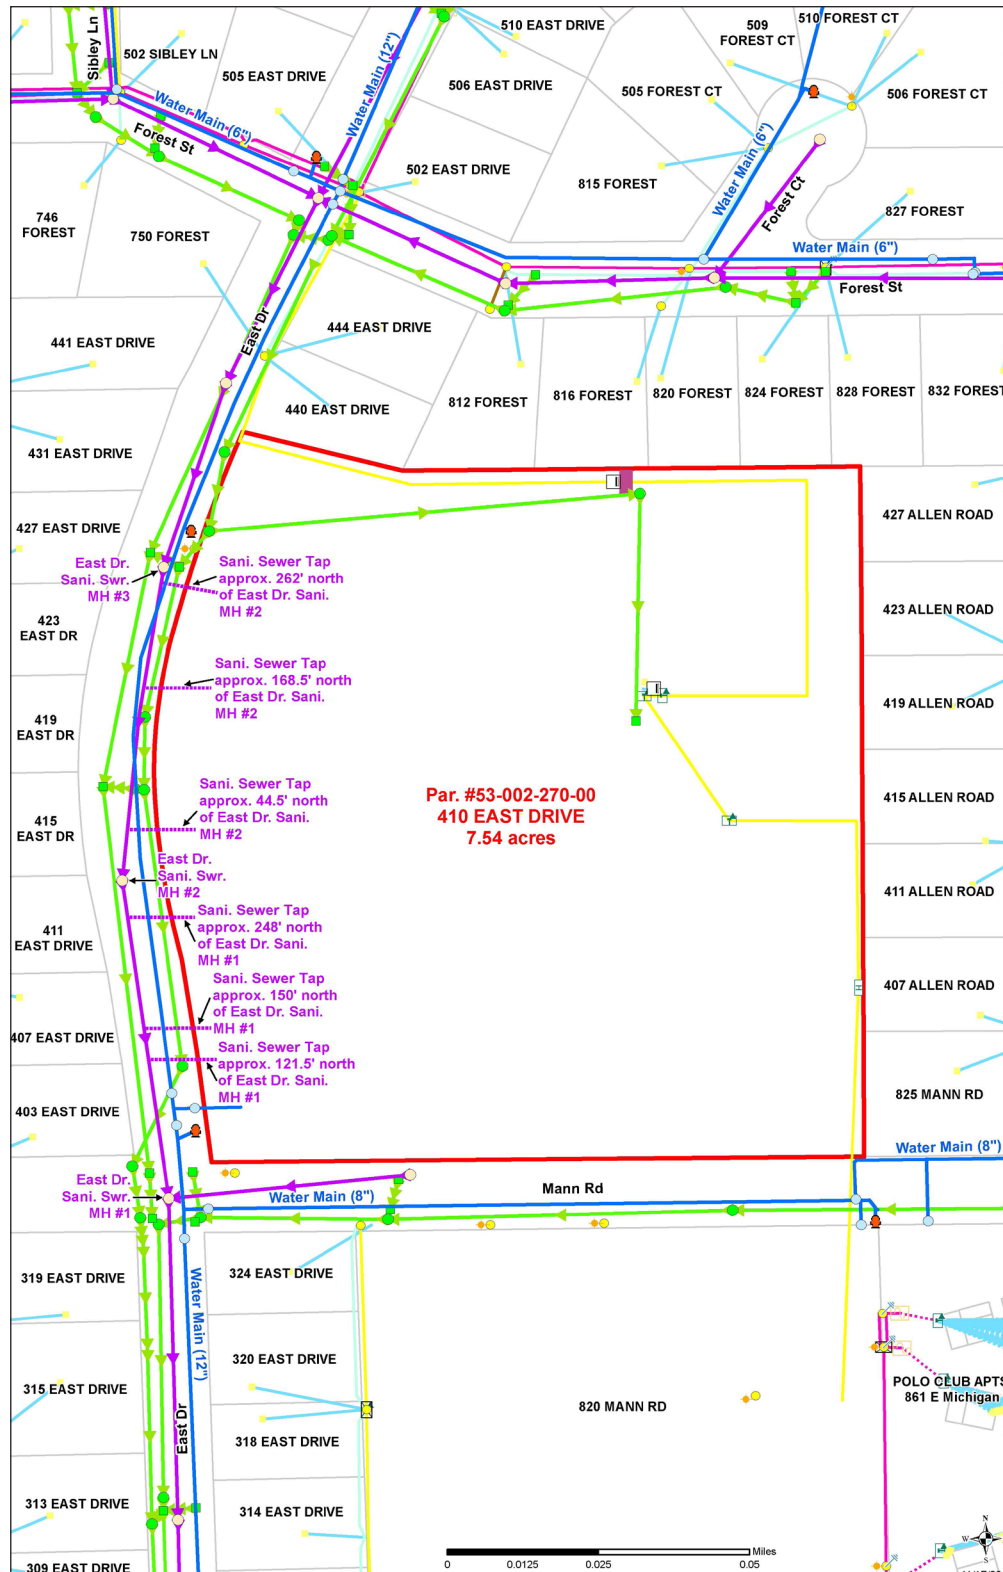 510 FOREST CT
509
FOREST CT
510 EAST DRIVE
Sibley Ln
502 SIBLEY LN
505 EAST DRIVE
Water Main (12")
506 EAST DRIVE
505 FOREST CT
506 FOREST CT
Water Main (6")
Forest St
502 EAST DRIVE
815 FOREST
Water Main (6")
Forest Ct
827 FOREST
746
FOREST
750 FOREST
Water Main (6")
Forest St
East Dr
444 EAST DRIVE
441 EAST DRIVE
440 EAST DRIVE
812 FOREST
816 FOREST
820 FOREST
824 FOREST
828 FOREST
832 FOREST
431 EAST DRIVE
427 EAST DRIVE
427 ALLEN ROAD
East Dr.
Sani. Swr.
MH #3
Sani. Sewer Tap
approx. 262' north
of East Dr. Sani.
MH #2
423
EAST DR
423 ALLEN ROAD
Sani. Sewer Tap
approx. 168.5' north
of East Dr. Sani.
MH #2
419
EAST DR
419 ALLEN ROAD
Sani. Sewer Tap
approx. 44.5' north
of East Dr. Sani.
MH #2
Par. #53-002-270-00
410 EAST DRIVE
7.54 acres
415
EAST DR
415 ALLEN ROAD
East Dr.
Sani. Swr.
MH #2
411 ALLEN ROAD
Sani. Sewer Tap
approx. 248' north
of East Dr. Sani.
MH #1
411
EAST DRIVE
Sani. Sewer Tap
approx. 150' north
of East Dr. Sani.
MH #1
407 ALLEN ROAD
407 EAST DRIVE
Sani. Sewer Tap
approx. 121.5' north
of East Dr. Sani.
MH #1
403 EAST DRIVE
825 MANN RD
Water Main (8")
East Dr.
Sani. Swr.
MH #1
Water Main (8")
Mann Rd
319 EAST DRIVE
324 EAST DRIVE
Water Main (12")
320 EAST DRIVE
315 EAST DRIVE
POLO CLUB APTS
861 E Michigan
820 MANN RD
East Dr
318 EAST DRIVE
313 EAST DRIVE
314 EAST DRIVE
309 EAST DRIVE
Miles
0 0.0125 0.025 0.05
N
W
S